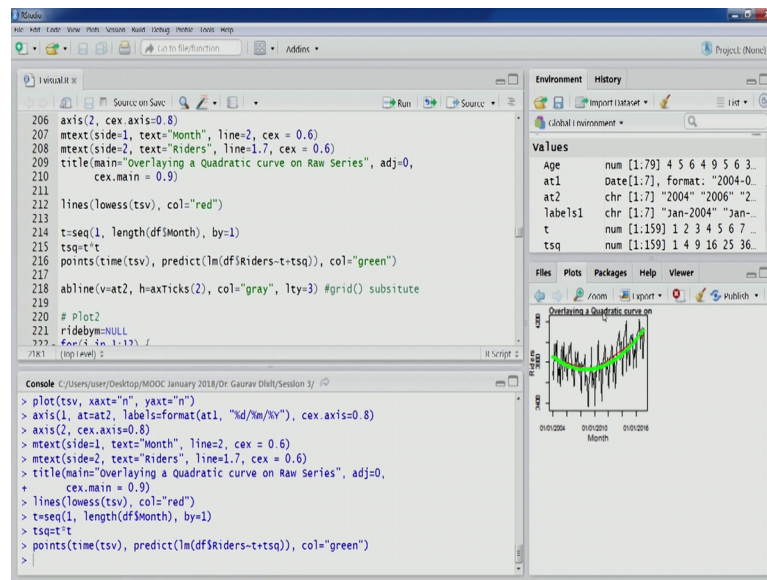 RStudio
File Edit Code View Plots Session Build Debug Profile Tools Help
Go to file/function Addins Project: (None)
1visual.R
Source on Save Run Source
206 axis(2, cex.axis=0.8)
207 mtext(side=1, text="Month", line=2, cex = 0.6)
208 mtext(side=2, text="Riders", line=1.7, cex = 0.6)
209 title(main="Overlaying a Quadratic curve on Raw Series", adj=0,
210 cex.main = 0.9)
211
212 lines(lowess(tsv), col="red")
213
214 t=seq(1, length(df$Month), by=1)
215 tsq=t*t
216 points(time(tsv), predict(lm(df$Riders~t+tsq)), col="green")
217
218 abline(v=at2, h=axTicks(2), col="gray", lty=3) #grid() subsitute
219
220 # Plot2
221 ridebym=NULL
222 for(i in 1:12) {
218:1 (Top Level) R Script
Console C:/Users/user/Desktop/MOOC January 2018/Dr. Gaurav Dixit/Session 3/
> plot(tsv, xaxt="n", yaxt="n")
> axis(1, at=at2, labels=format(at1, "%d/%m/%Y"), cex.axis=0.8)
> axis(2, cex.axis=0.8)
> mtext(side=1, text="Month", line=2, cex = 0.6)
> mtext(side=2, text="Riders", line=1.7, cex = 0.6)
> title(main="Overlaying a Quadratic curve on Raw Series", adj=0,
+ cex.main = 0.9)
> lines(lowess(tsv), col="red")
> t=seq(1, length(df$Month), by=1)
> tsq=t*t
> points(time(tsv), predict(lm(df$Riders~t+tsq)), col="green")
>
Environment History
Import Dataset List
Global Environment
Values
Age num [1:79] 4 5 6 4 9 5 6 3…
at1 Date[1:7], format: "2004-0…
at2 chr [1:7] "2004" "2006" "2…
labels1 chr [1:7] "Jan-2004" "Jan-…
t num [1:159] 1 2 3 4 5 6 7 …
tsq num [1:159] 1 4 9 16 25 36…
Files Plots Packages Help Viewer
Zoom Export Publish
Overlaying a Quadratic curve on
Riders
3400
01/01/2004 01/01/2010 01/01/2016
Month